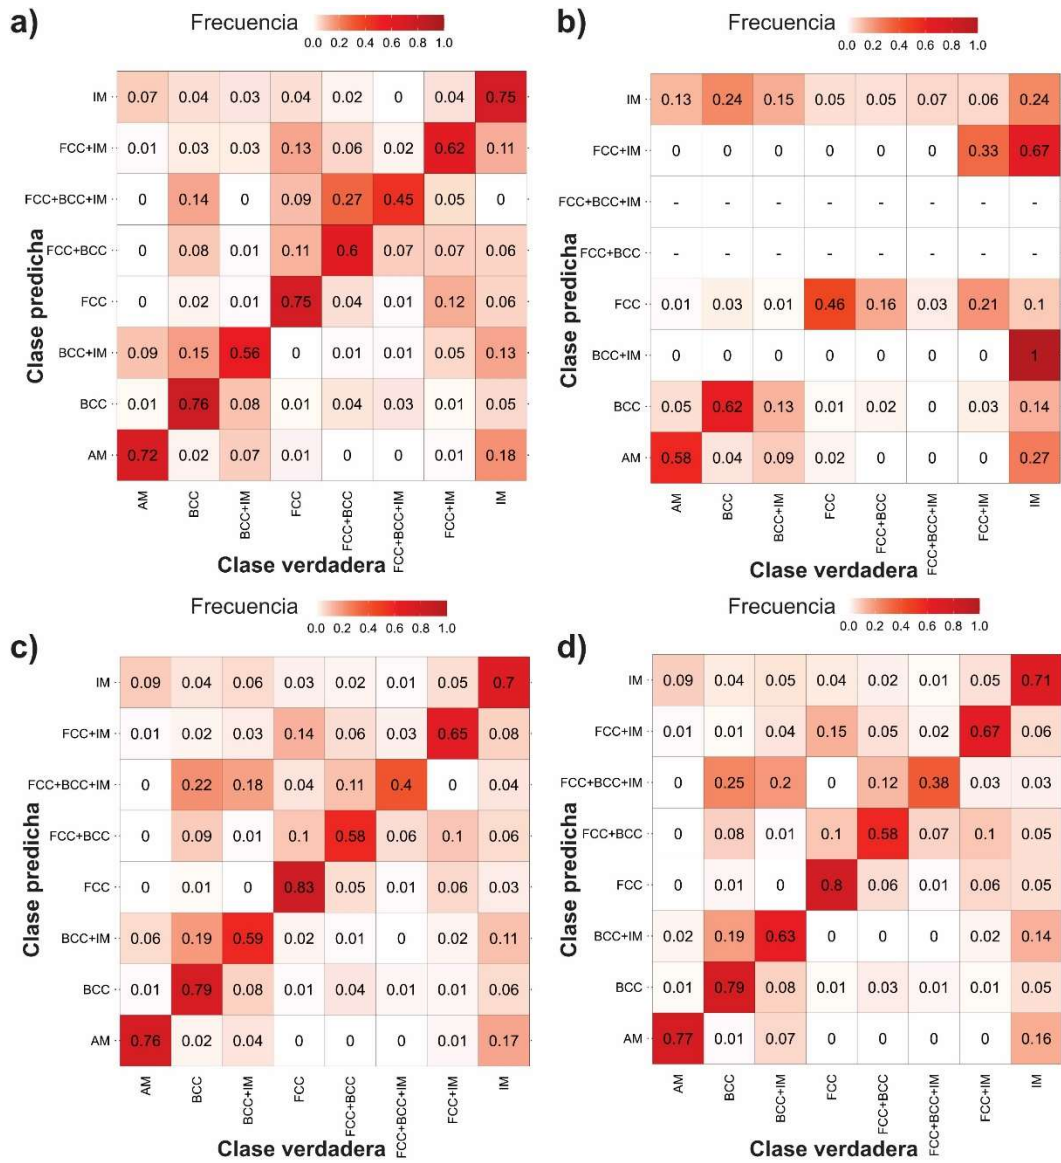 a)
Frecuencia
0.0 0.2 0.4 0.6 0.8 1.0
Clase predicha
IM 0.07 0.04 0.03 0.04 0.02 0 0.04 0.75
FCC+IM 0.01 0.03 0.03 0.13 0.06 0.02 0.62 0.11
FCC+BCC+IM 0 0.14 0 0.09 0.27 0.45 0.05 0
FCC+BCC 0 0.08 0.01 0.11 0.6 0.07 0.07 0.06
FCC 0 0.02 0.01 0.75 0.04 0.01 0.12 0.06
BCC+IM 0.09 0.15 0.56 0 0.01 0.01 0.05 0.13
BCC 0.01 0.76 0.08 0.01 0.04 0.03 0.01 0.05
AM 0.72 0.02 0.07 0.01 0 0 0.01 0.18
AM BCC BCC+IM FCC FCC+BCC FCC+BCC+IM FCC+IM IM
Clase verdadera
b)
Frecuencia
0.0 0.2 0.4 0.6 0.8 1.0
Clase predicha
IM 0.13 0.24 0.15 0.05 0.05 0.07 0.06 0.24
FCC+IM 0 0 0 0 0 0 0.33 0.67
FCC+BCC+IM - - - - - - - -
FCC+BCC - - - - - - - -
FCC 0.01 0.03 0.01 0.46 0.16 0.03 0.21 0.1
BCC+IM 0 0 0 0 0 0 0 1
BCC 0.05 0.62 0.13 0.01 0.02 0 0.03 0.14
AM 0.58 0.04 0.09 0.02 0 0 0 0.27
AM BCC BCC+IM FCC FCC+BCC FCC+BCC+IM FCC+IM IM
Clase verdadera
c)
Frecuencia
0.0 0.2 0.4 0.6 0.8 1.0
Clase predicha
IM 0.09 0.04 0.06 0.03 0.02 0.01 0.05 0.7
FCC+IM 0.01 0.02 0.03 0.14 0.06 0.03 0.65 0.08
FCC+BCC+IM 0 0.22 0.18 0.04 0.11 0.4 0 0.04
FCC+BCC 0 0.09 0.01 0.1 0.58 0.06 0.1 0.06
FCC 0 0.01 0 0.83 0.05 0.01 0.06 0.03
BCC+IM 0.06 0.19 0.59 0.02 0.01 0 0.02 0.11
BCC 0.01 0.79 0.08 0.01 0.04 0.01 0.01 0.06
AM 0.76 0.02 0.04 0 0 0 0.01 0.17
AM BCC BCC+IM FCC FCC+BCC FCC+BCC+IM FCC+IM IM
Clase verdadera
d)
Frecuencia
0.0 0.2 0.4 0.6 0.8 1.0
Clase predicha
IM 0.09 0.04 0.05 0.04 0.02 0.01 0.05 0.71
FCC+IM 0.01 0.01 0.04 0.15 0.05 0.02 0.67 0.06
FCC+BCC+IM 0 0.25 0.2 0 0.12 0.38 0.03 0.03
FCC+BCC 0 0.08 0.01 0.1 0.58 0.07 0.1 0.05
FCC 0 0.01 0 0.8 0.06 0.01 0.06 0.05
BCC+IM 0.02 0.19 0.63 0 0 0 0.02 0.14
BCC 0.01 0.79 0.08 0.01 0.03 0.01 0.01 0.05
AM 0.77 0.01 0.07 0 0 0 0 0.16
AM BCC BCC+IM FCC FCC+BCC FCC+BCC+IM FCC+IM IM
Clase verdadera